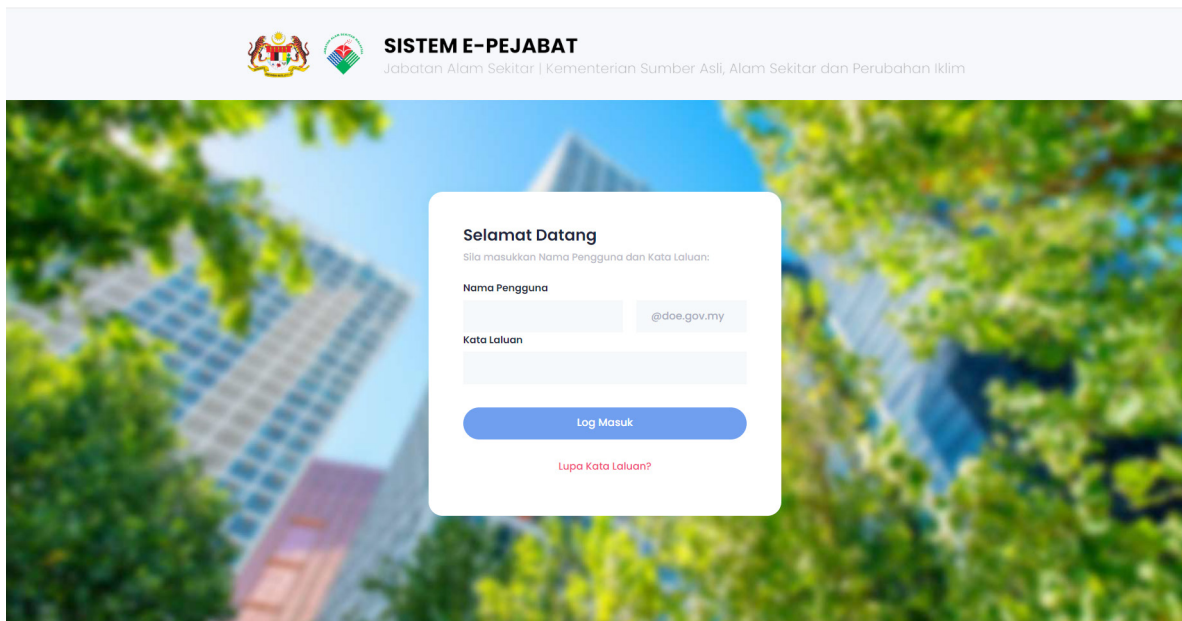 SISTEM E-PEJABAT
Jabatan Alam Sekitar | Kementerian Sumber Asli, Alam Sekitar dan Perubahan Iklim
Selamat Datang
Sila masukkan Nama Pengguna dan Kata Laluan:
Nama Pengguna
@doe.gov.my
Kata Laluan
Log Masuk
Lupa Kata Laluan?